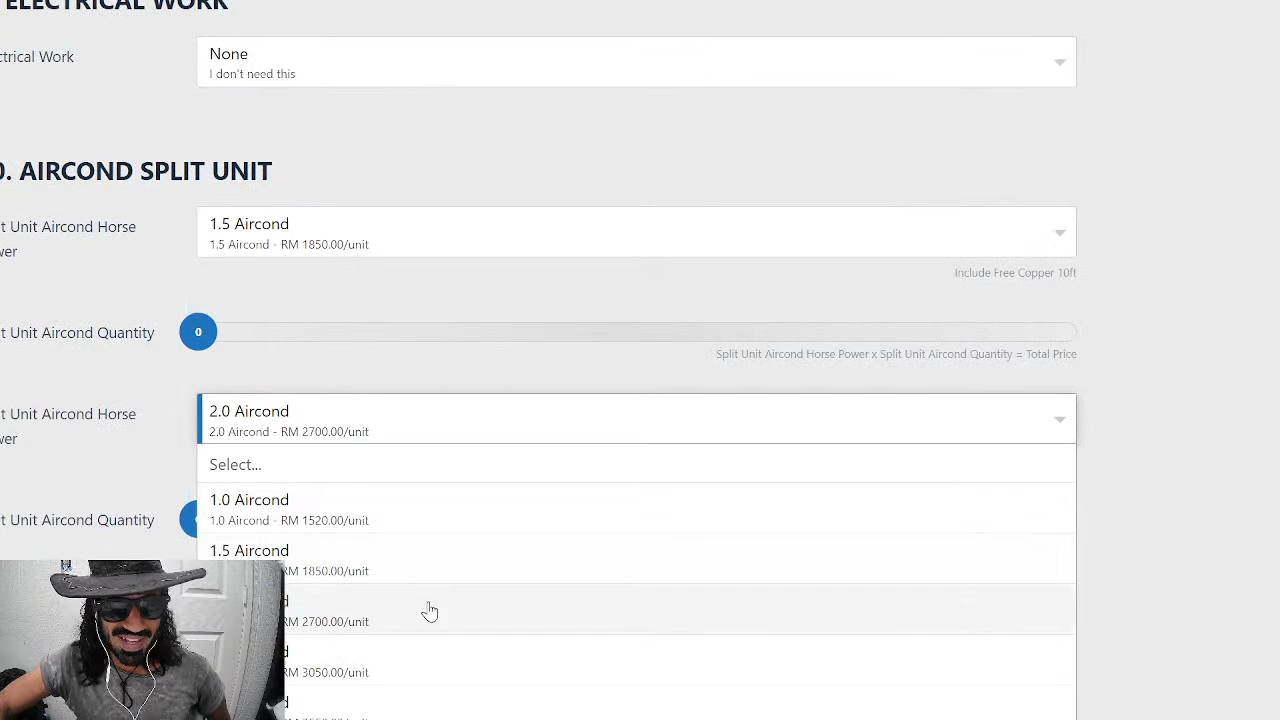 ELECTRICAL WORK
ctrical Work
None
I don't need this
0. AIRCOND SPLIT UNIT
t Unit Aircond Horse
wer
1.5 Aircond
1.5 Aircond - RM 1850.00/unit
Include Free Copper 10ft
t Unit Aircond Quantity
0
Split Unit Aircond Horse Power x Split Unit Aircond Quantity = Total Price
t Unit Aircond Horse
wer
2.0 Aircond
2.0 Aircond - RM 2700.00/unit
Select...
1.0 Aircond
1.0 Aircond - RM 1520.00/unit
t Unit Aircond Quantity
1.5 Aircond
RM 1850.00/unit
d
RM 2700.00/unit
d
RM 3050.00/unit
d